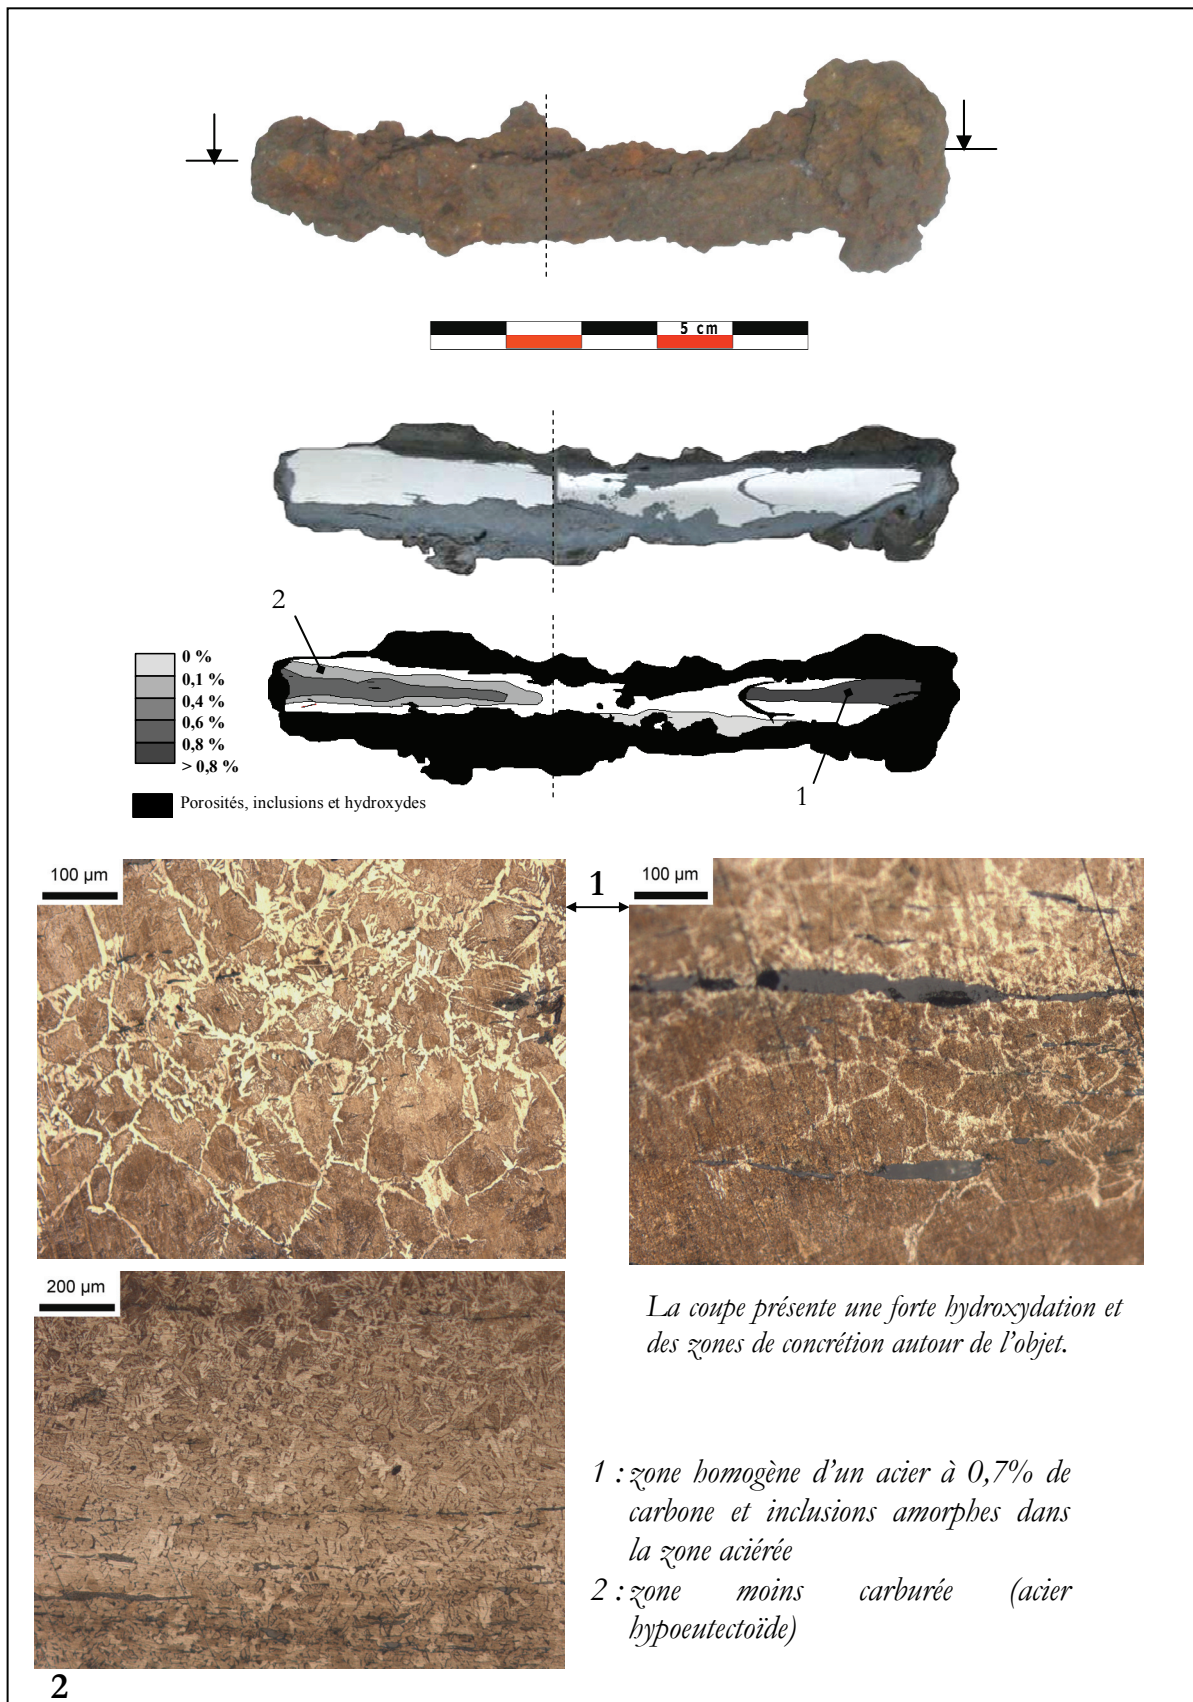 5 cm
2
0 %
0,1 %
0,4 %
0,6 %
0,8 %
> 0,8 %
Porosités, inclusions et hydroxydes
1
100 µm
1
100 µm
200 µm
2
La coupe présente une forte hydroxydation et
des zones de concrétion autour de l'objet.
1 : zone homogène d'un acier à 0,7% de
carbone et inclusions amorphes dans
la zone aciérée
2 : zone moins carburée (acier
hypoeutectoïde)